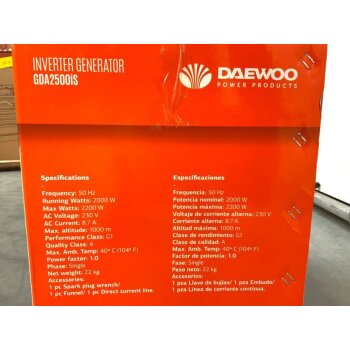 INVERTER GENERATOR
GDA2500iS
DAEWOO
POWER PRODUCTS
Specifications
Frequency: 50 Hz
Running Watts: 2000 W
Max Watts: 2200 W
AC Voltage: 230 V
AC Current: 8,7 A
Max. altitude: 1000 m
Performance Class: G1
Quality Class: A
Max. Amb. Temp: 40º C (104º F)
Power factor: 1.0
Phase: Single
Net weight: 22 kg
Accessories:
1 pc Spark plug wrench/
1 pc Funnel/ 1 pc Direct current line.
Especificaciones
Frecuencia: 50 Hz
Potencia nominal: 2000 W
Potencia máxima: 2200 W
Voltaje de corriente alterna: 230 V
Corriente alterna: 8.7 A
Altitud máxima: 1000 m
Clase de rendimiento: G1
Clase de calidad: A
Max. Amb. Temp: 40º C (104º F)
Factor de potencia: 1.0
Fase: Single
Peso neto: 22 kg
Accesorios:
1 pza Llave de bujías/ 1 pza Embudo/
1 pza Línea de corriente continua.